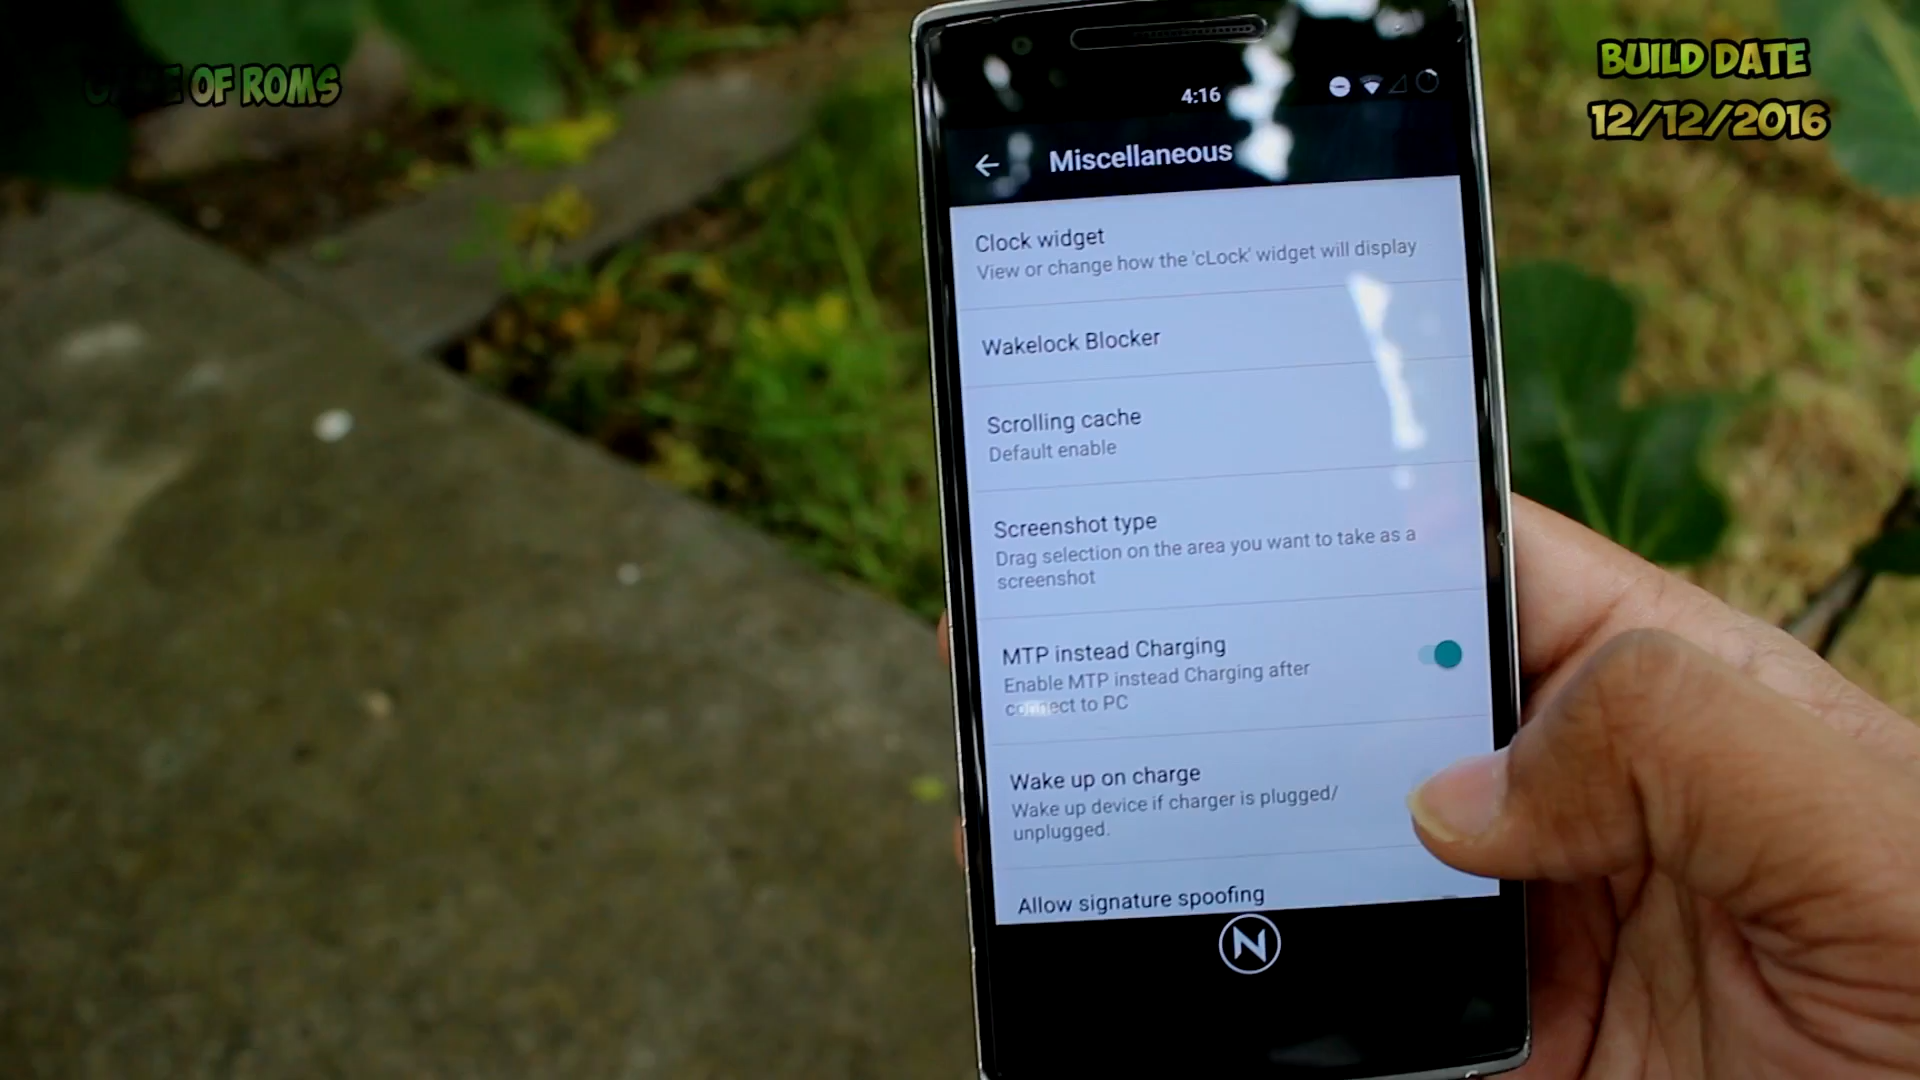 OF ROMS
BUILD DATE
12/12/2016
4:16
Miscellaneous
Clock widget
View or change how the 'cLock' widget will display
Wakelock Blocker
Scrolling cache
Default enable
Screenshot type
Drag selection on the area you want to take as a
screenshot
MTP instead Charging
Enable MTP instead Charging after
connect to PC
Wake up on charge
Wake up device if charger is plugged/
unplugged.
Allow signature spoofing
N